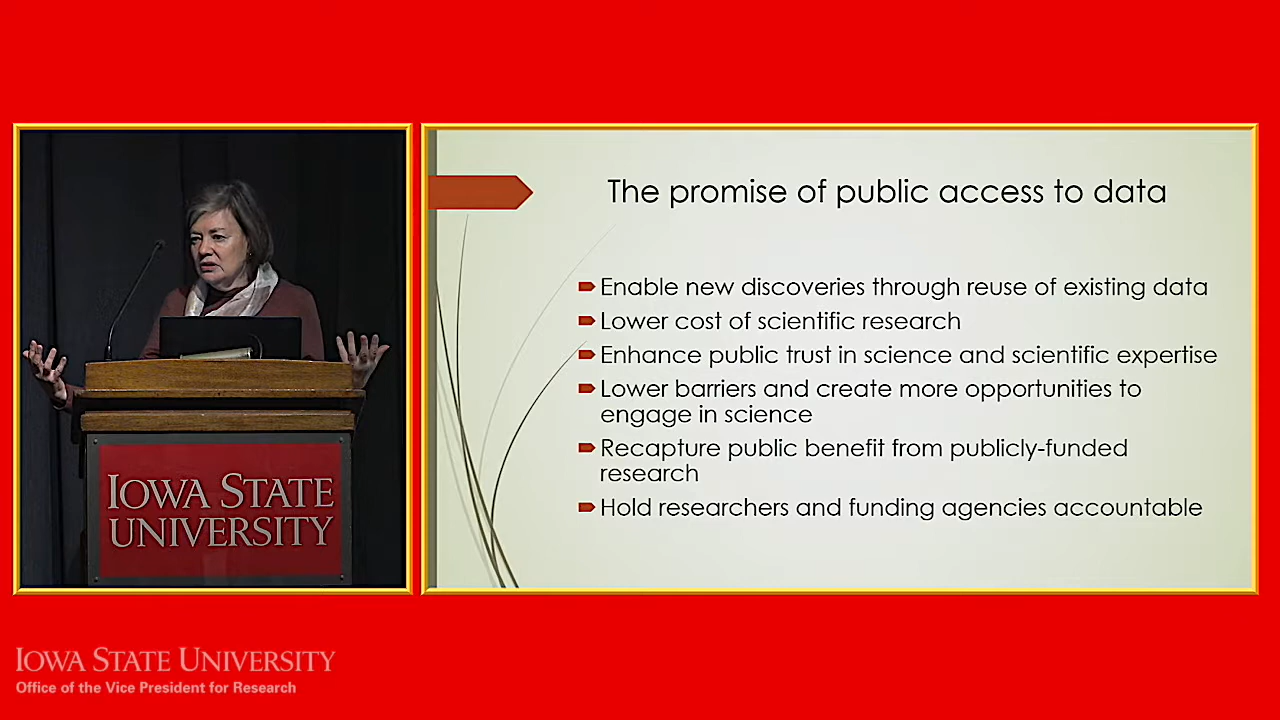 The promise of public access to data
Enable new discoveries through reuse of existing data
Lower cost of scientific research
Enhance public trust in science and scientific expertise
Lower barriers and create more opportunities to
engage in science
Recapture public benefit from publicly-funded
research
Hold researchers and funding agencies accountable
IOWA STATE
UNIVERSITY
IOWA STATE UNIVERSITY
Office of the Vice President for Research